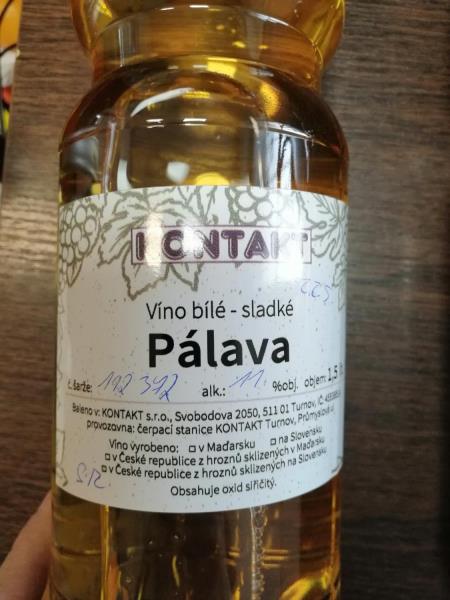 KONTAKT
Víno bílé - sladké
Pálava
č. šarže: 192 392 alk.: 11. %obj. objem: 1,5
Baleno v: KONTAKT s.r.o., Svobodova 2050, 511 01 Turnov, IČ:
provozovna: čerpací stanice KONTAKT Turnov, Průmyslová ul
Víno vyrobeno: □ v Maďarsku □ na Slovensku
□ v České republice z hroznů sklizených v Maďarsku
□ v České republice z hroznů sklizených na Slovensku
Obsahuje oxid siřičitý.